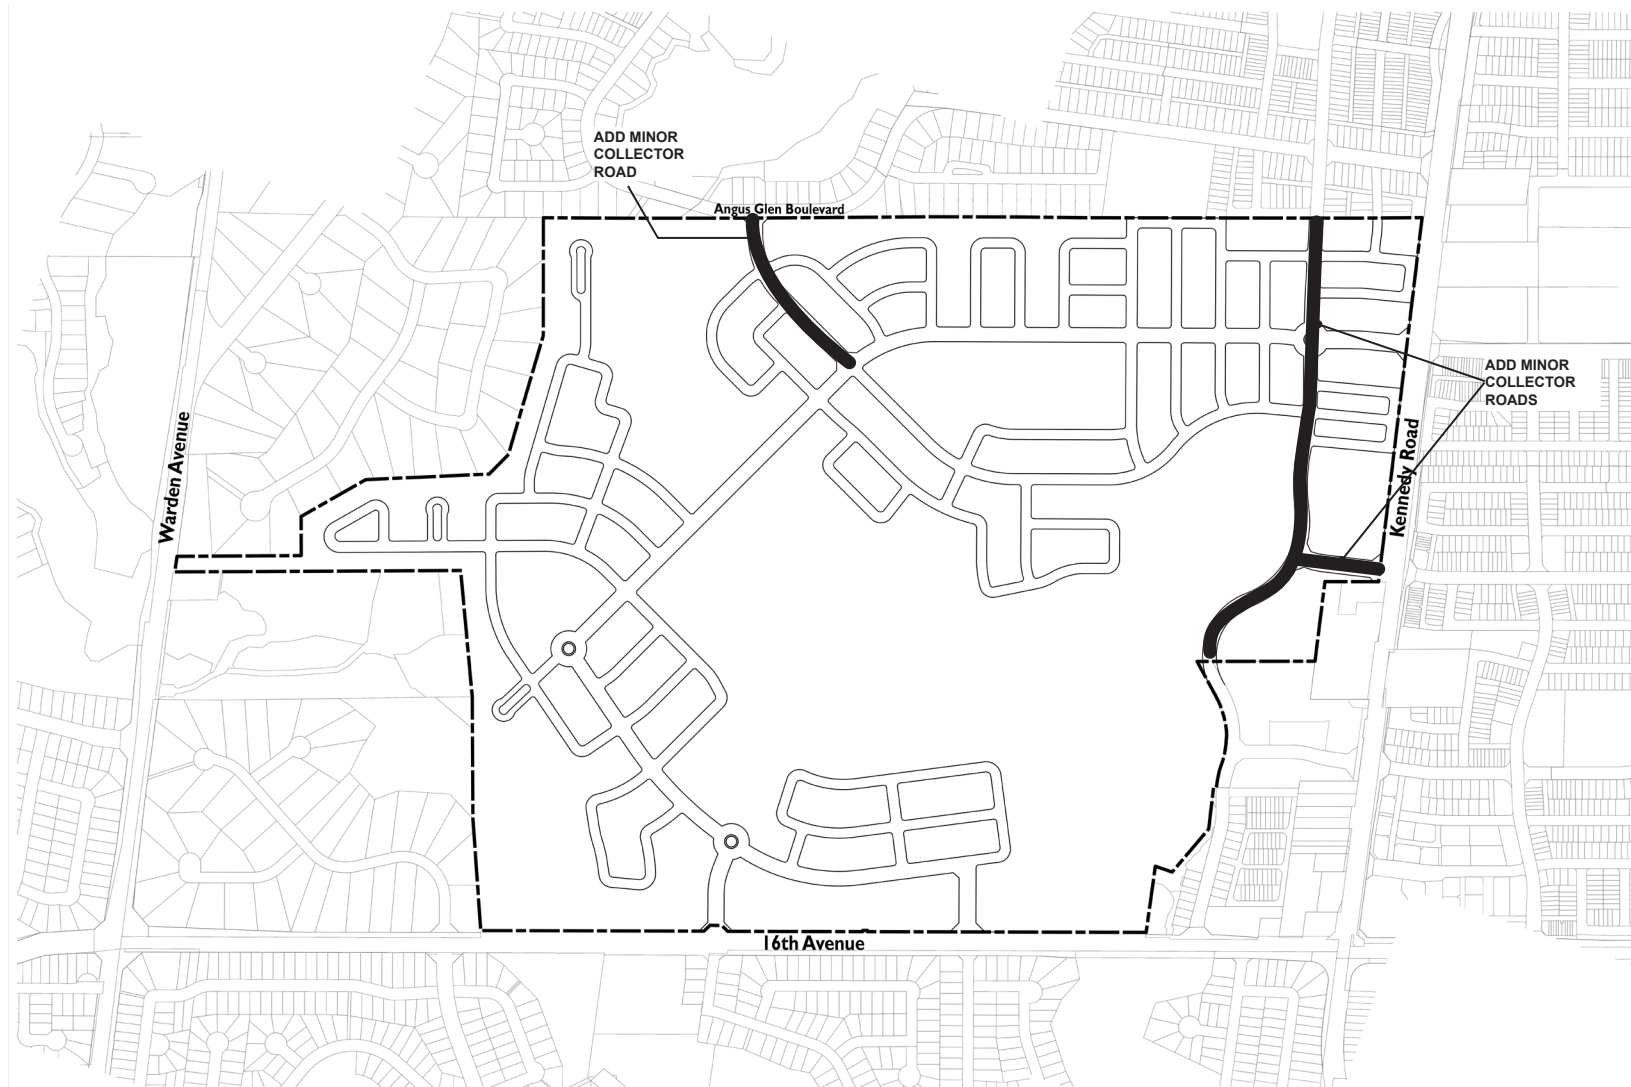 ADD MINOR
COLLECTOR
ROAD
Angus Glen Boulevard
ADD MINOR
COLLECTOR
ROADS
Warden Avenue
Kennedy Road
16th Avenue